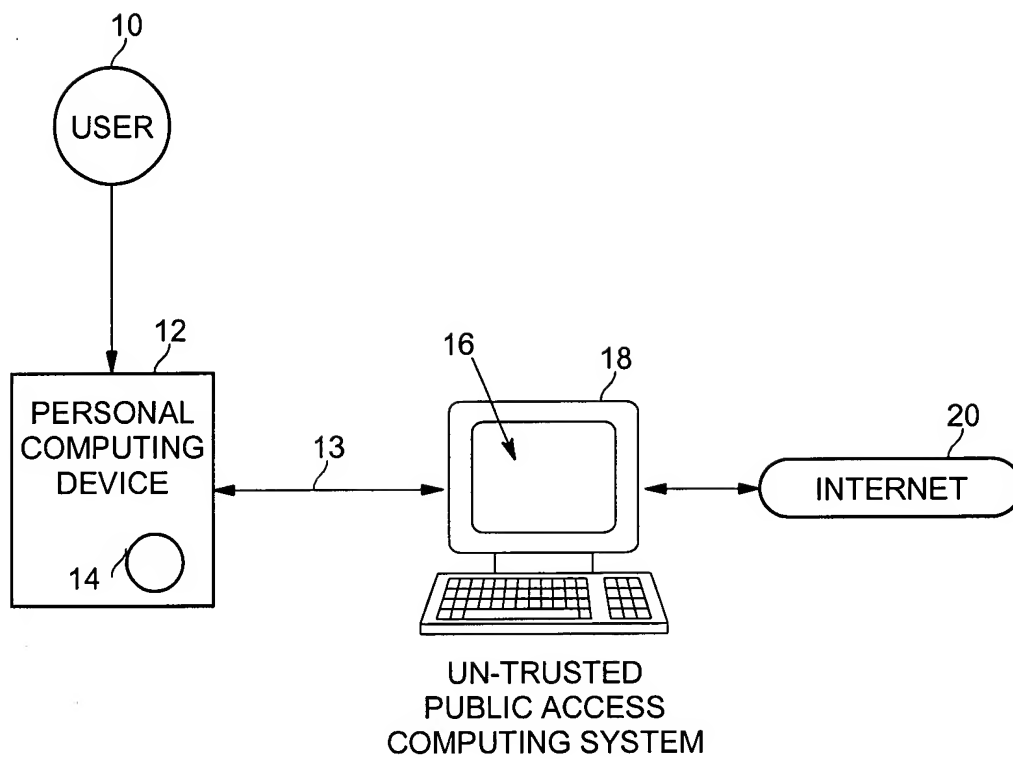 10
USER
12
PERSONAL
COMPUTING
DEVICE
14
13
16
18
20
INTERNET
UN-TRUSTED
PUBLIC ACCESS
COMPUTING SYSTEM